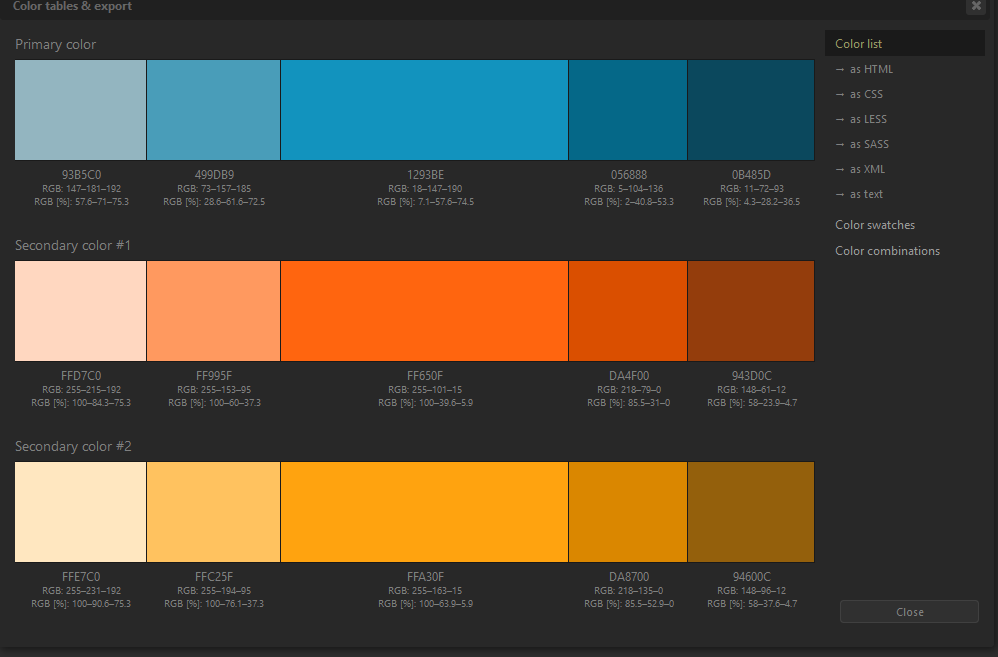 Color tables & export
Primary color
93B5C0
RGB: 147–181–192
RGB [%]: 57.6–71–75.3
499DB9
RGB: 73–157–185
RGB [%]: 28.6–61.6–72.5
1293BE
RGB: 18–147–190
RGB [%]: 7.1–57.6–74.5
056888
RGB: 5–104–136
RGB [%]: 2–40.8–53.3
0B485D
RGB: 11–72–93
RGB [%]: 4.3–28.2–36.5
Secondary color #1
FFD7C0
RGB: 255–215–192
RGB [%]: 100–84.3–75.3
FF995F
RGB: 255–153–95
RGB [%]: 100–60–37.3
FF650F
RGB: 255–101–15
RGB [%]: 100–39.6–5.9
DA4F00
RGB: 218–79–0
RGB [%]: 85.5–31–0
943D0C
RGB: 148–61–12
RGB [%]: 58–23.9–4.7
Secondary color #2
FFE7C0
RGB: 255–231–192
RGB [%]: 100–90.6–75.3
FFC25F
RGB: 255–194–95
RGB [%]: 100–76.1–37.3
FFA30F
RGB: 255–163–15
RGB [%]: 100–63.9–5.9
DA8700
RGB: 218–135–0
RGB [%]: 85.5–52.9–0
94600C
RGB: 148–96–12
RGB [%]: 58–37.6–4.7
Color list
→ as HTML
→ as CSS
→ as LESS
→ as SASS
→ as XML
→ as text
Color swatches
Color combinations
Close